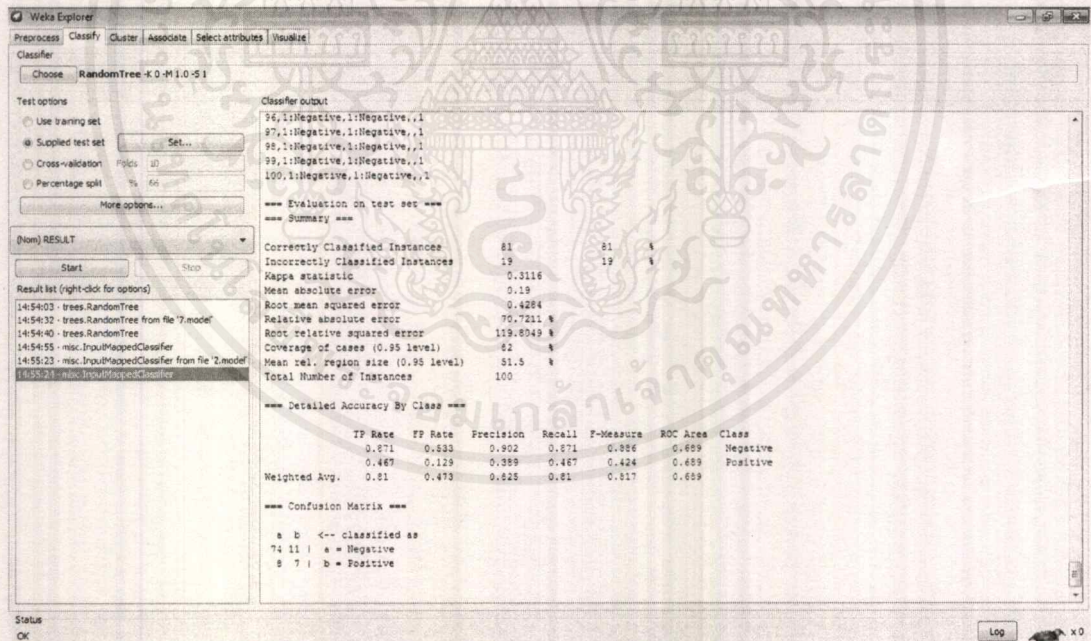 Weka Explorer
Preprocess Classify Cluster Associate Select attributes Visualize
Classifier
Choose RandomTree -K 0 -M 1.0 -S 1
Test options
Use training set
Supplied test set Set...
Cross-validation Folds 10
Percentage split % 66
More options...
(Nom) RESULT
Start Stop
Result list (right-click for options)
14:54:03 - trees.RandomTree
14:54:32 - trees.RandomTree from file '7.model'
14:54:40 - trees.RandomTree
14:54:55 - misc.InputMappedClassifier
14:55:23 - misc.InputMappedClassifier from file '2.model'
14:55:24 - misc.InputMappedClassifier
Classifier output
96,1:Negative,1:Negative,,1
97,1:Negative,1:Negative,,1
98,1:Negative,1:Negative,,1
99,1:Negative,1:Negative,,1
100,1:Negative,1:Negative,,1
=== Evaluation on test set ===
=== Summary ===
Correctly Classified Instances 81 81 %
Incorrectly Classified Instances 19 19 %
Kappa statistic 0.3116
Mean absolute error 0.19
Root mean squared error 0.4284
Relative absolute error 70.7211 %
Root relative squared error 119.8049 %
Coverage of cases (0.95 level) 82 %
Mean rel. region size (0.95 level) 51.5 %
Total Number of Instances 100
=== Detailed Accuracy By Class ===
TP Rate FP Rate Precision Recall F-Measure ROC Area Class
0.871 0.533 0.902 0.871 0.886 0.689 Negative
0.467 0.129 0.389 0.467 0.424 0.689 Positive
Weighted Avg. 0.81 0.473 0.825 0.81 0.817 0.689
=== Confusion Matrix ===
a b <-- classified as
74 11 | a = Negative
8 7 | b = Positive
Status
OK
Log x 0